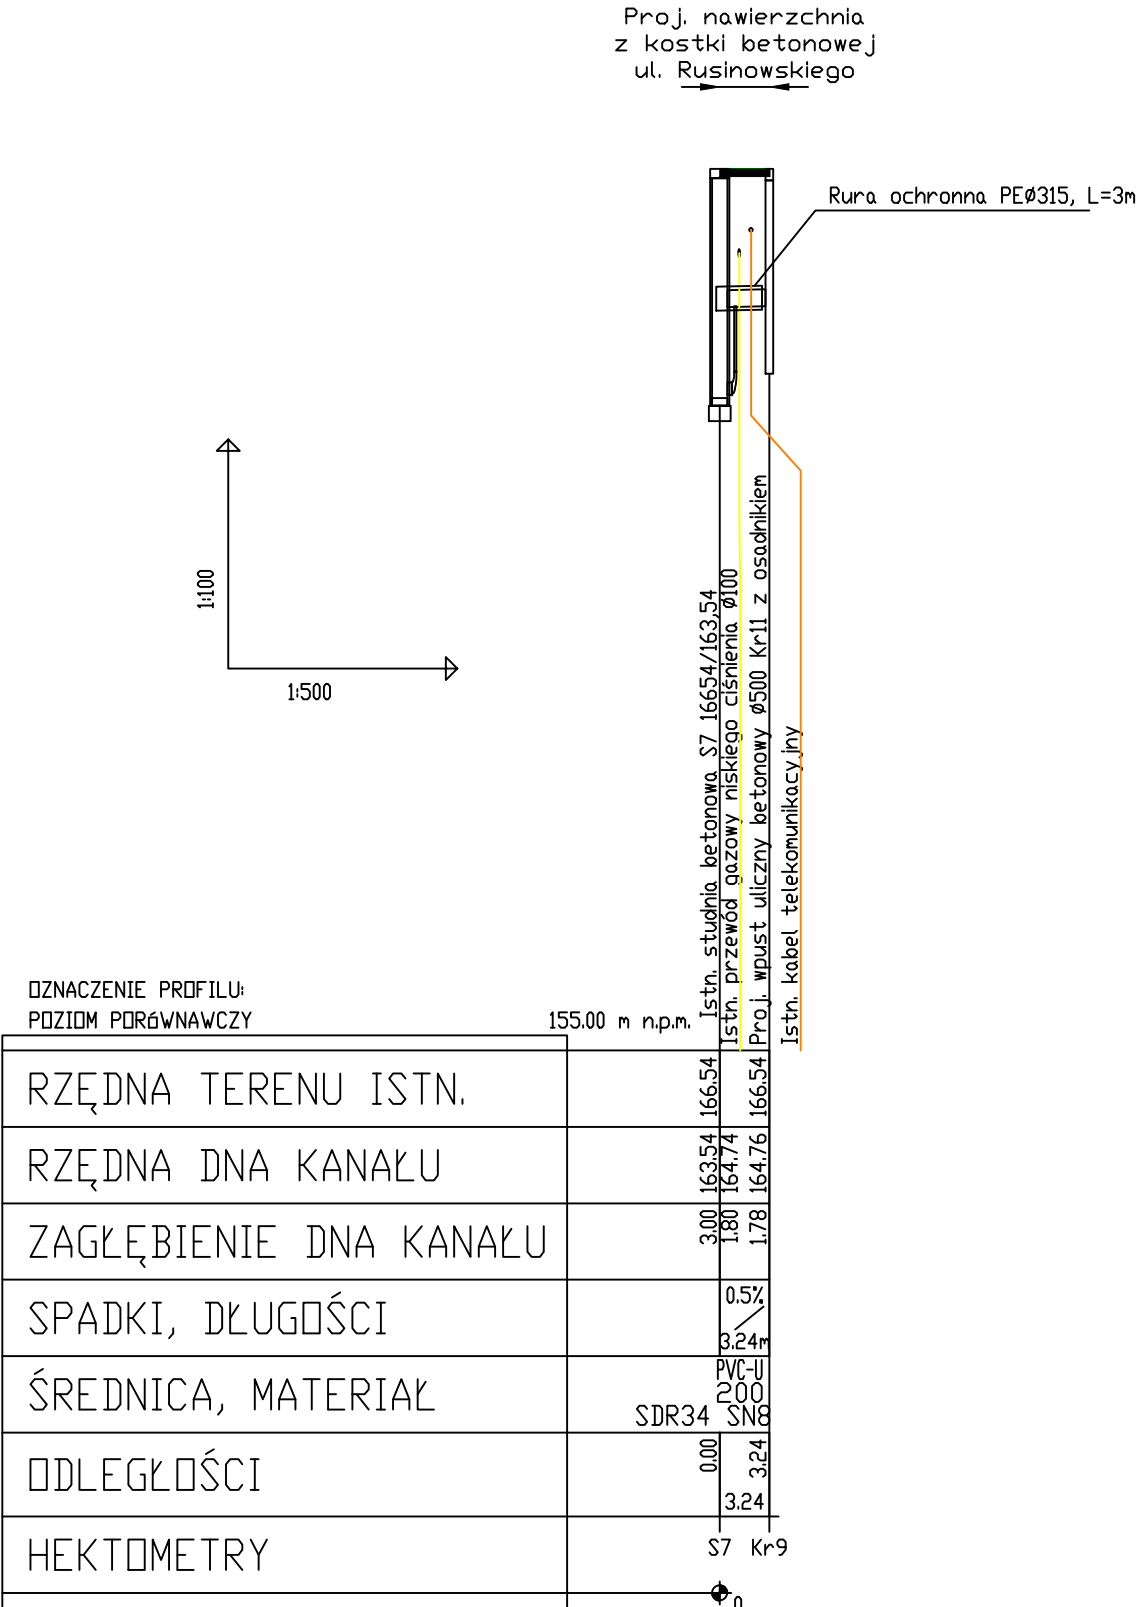 Proj. nawierzchnia
z kostki betonowej
ul. Rusinowskiego
Rura ochronna PEØ315, L=3m
1:100
1:500
Istn. studnia betonowa S7 16654/163,54
Istn. przewód gazowy niskiego ciśnienia Ø100
Proj. wpust uliczny betonowy Ø500 Kr11 z osadnikiem
Istn. kabel telekomunikacyjny
OZNACZENIE PROFILU:
POZIOM PORóWNAWCZY 155.00 m n.p.m.
RZĘDNA TERENU ISTN. 166.54 166.54
RZĘDNA DNA KANAŁU 163.54 164.74 164.76
ZAGŁĘBIENIE DNA KANAŁU 3.00 1.80 1.78
SPADKI, DŁUGOŚCI 0.5%
3.24m
ŚREDNICA, MATERIAŁ PVC-U
200
SDR34 SN8
ODLEGŁOŚCI 0.00 3.24
3.24
HEKTOMETRY S7 Kr9
0